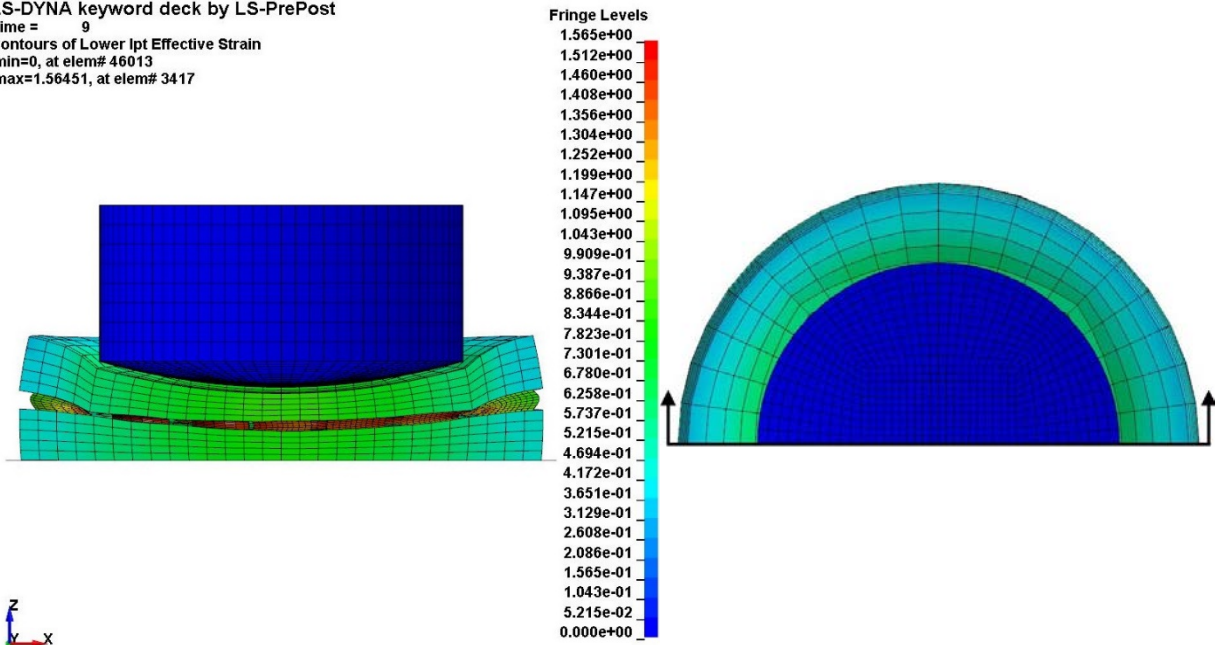 S-DYNA keyword deck by LS-PrePost
ime = 9
ontours of Lower Ipt Effective Strain
min=0, at elem# 46013
max=1.56451, at elem# 3417
Fringe Levels
1.565e+00
1.512e+00
1.460e+00
1.408e+00
1.356e+00
1.304e+00
1.252e+00
1.199e+00
1.147e+00
1.095e+00
1.043e+00
9.909e-01
9.387e-01
8.866e-01
8.344e-01
7.823e-01
7.301e-01
6.780e-01
6.258e-01
5.737e-01
5.215e-01
4.694e-01
4.172e-01
3.651e-01
3.129e-01
2.608e-01
2.086e-01
1.565e-01
1.043e-01
5.215e-02
0.000e+00
Z
Y X